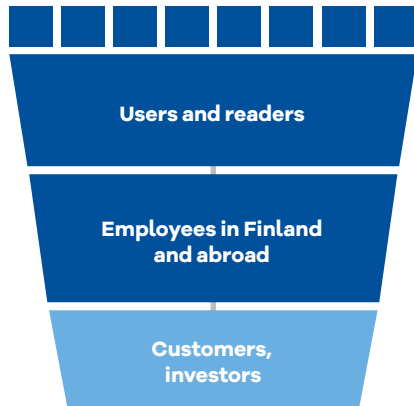 Users and readers
Employees in Finland
and abroad
Customers,
investors